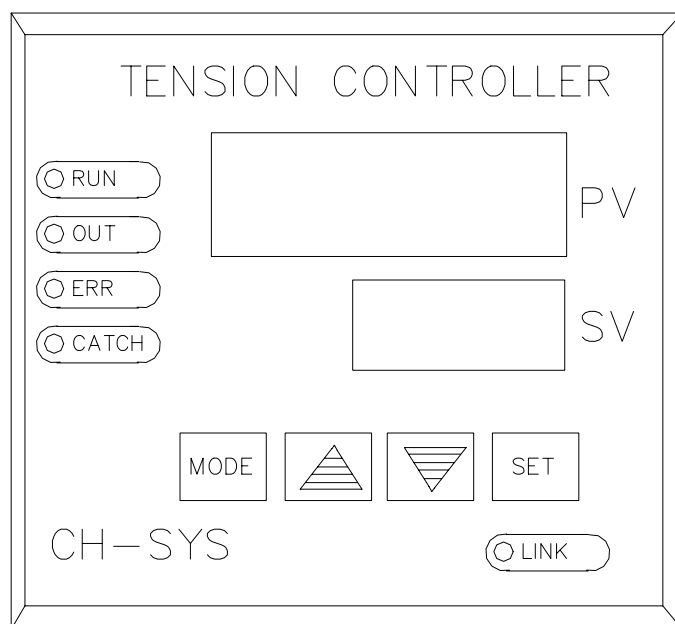 TENSION CONTROLLER
RUN
PV
OUT
ERR
SV
CATCH
MODE
SET
CH-SYS
LINK